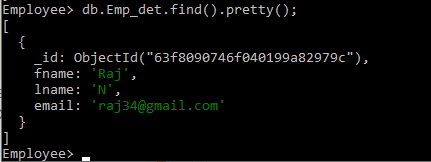 Employee> db.Emp_det.find().pretty();
[
  {
    _id: ObjectId("63f8090746f040199a82979c"),
    fname: 'Raj',
    lname: 'N',
    email: 'raj34@gmail.com'
  }
]
Employee>